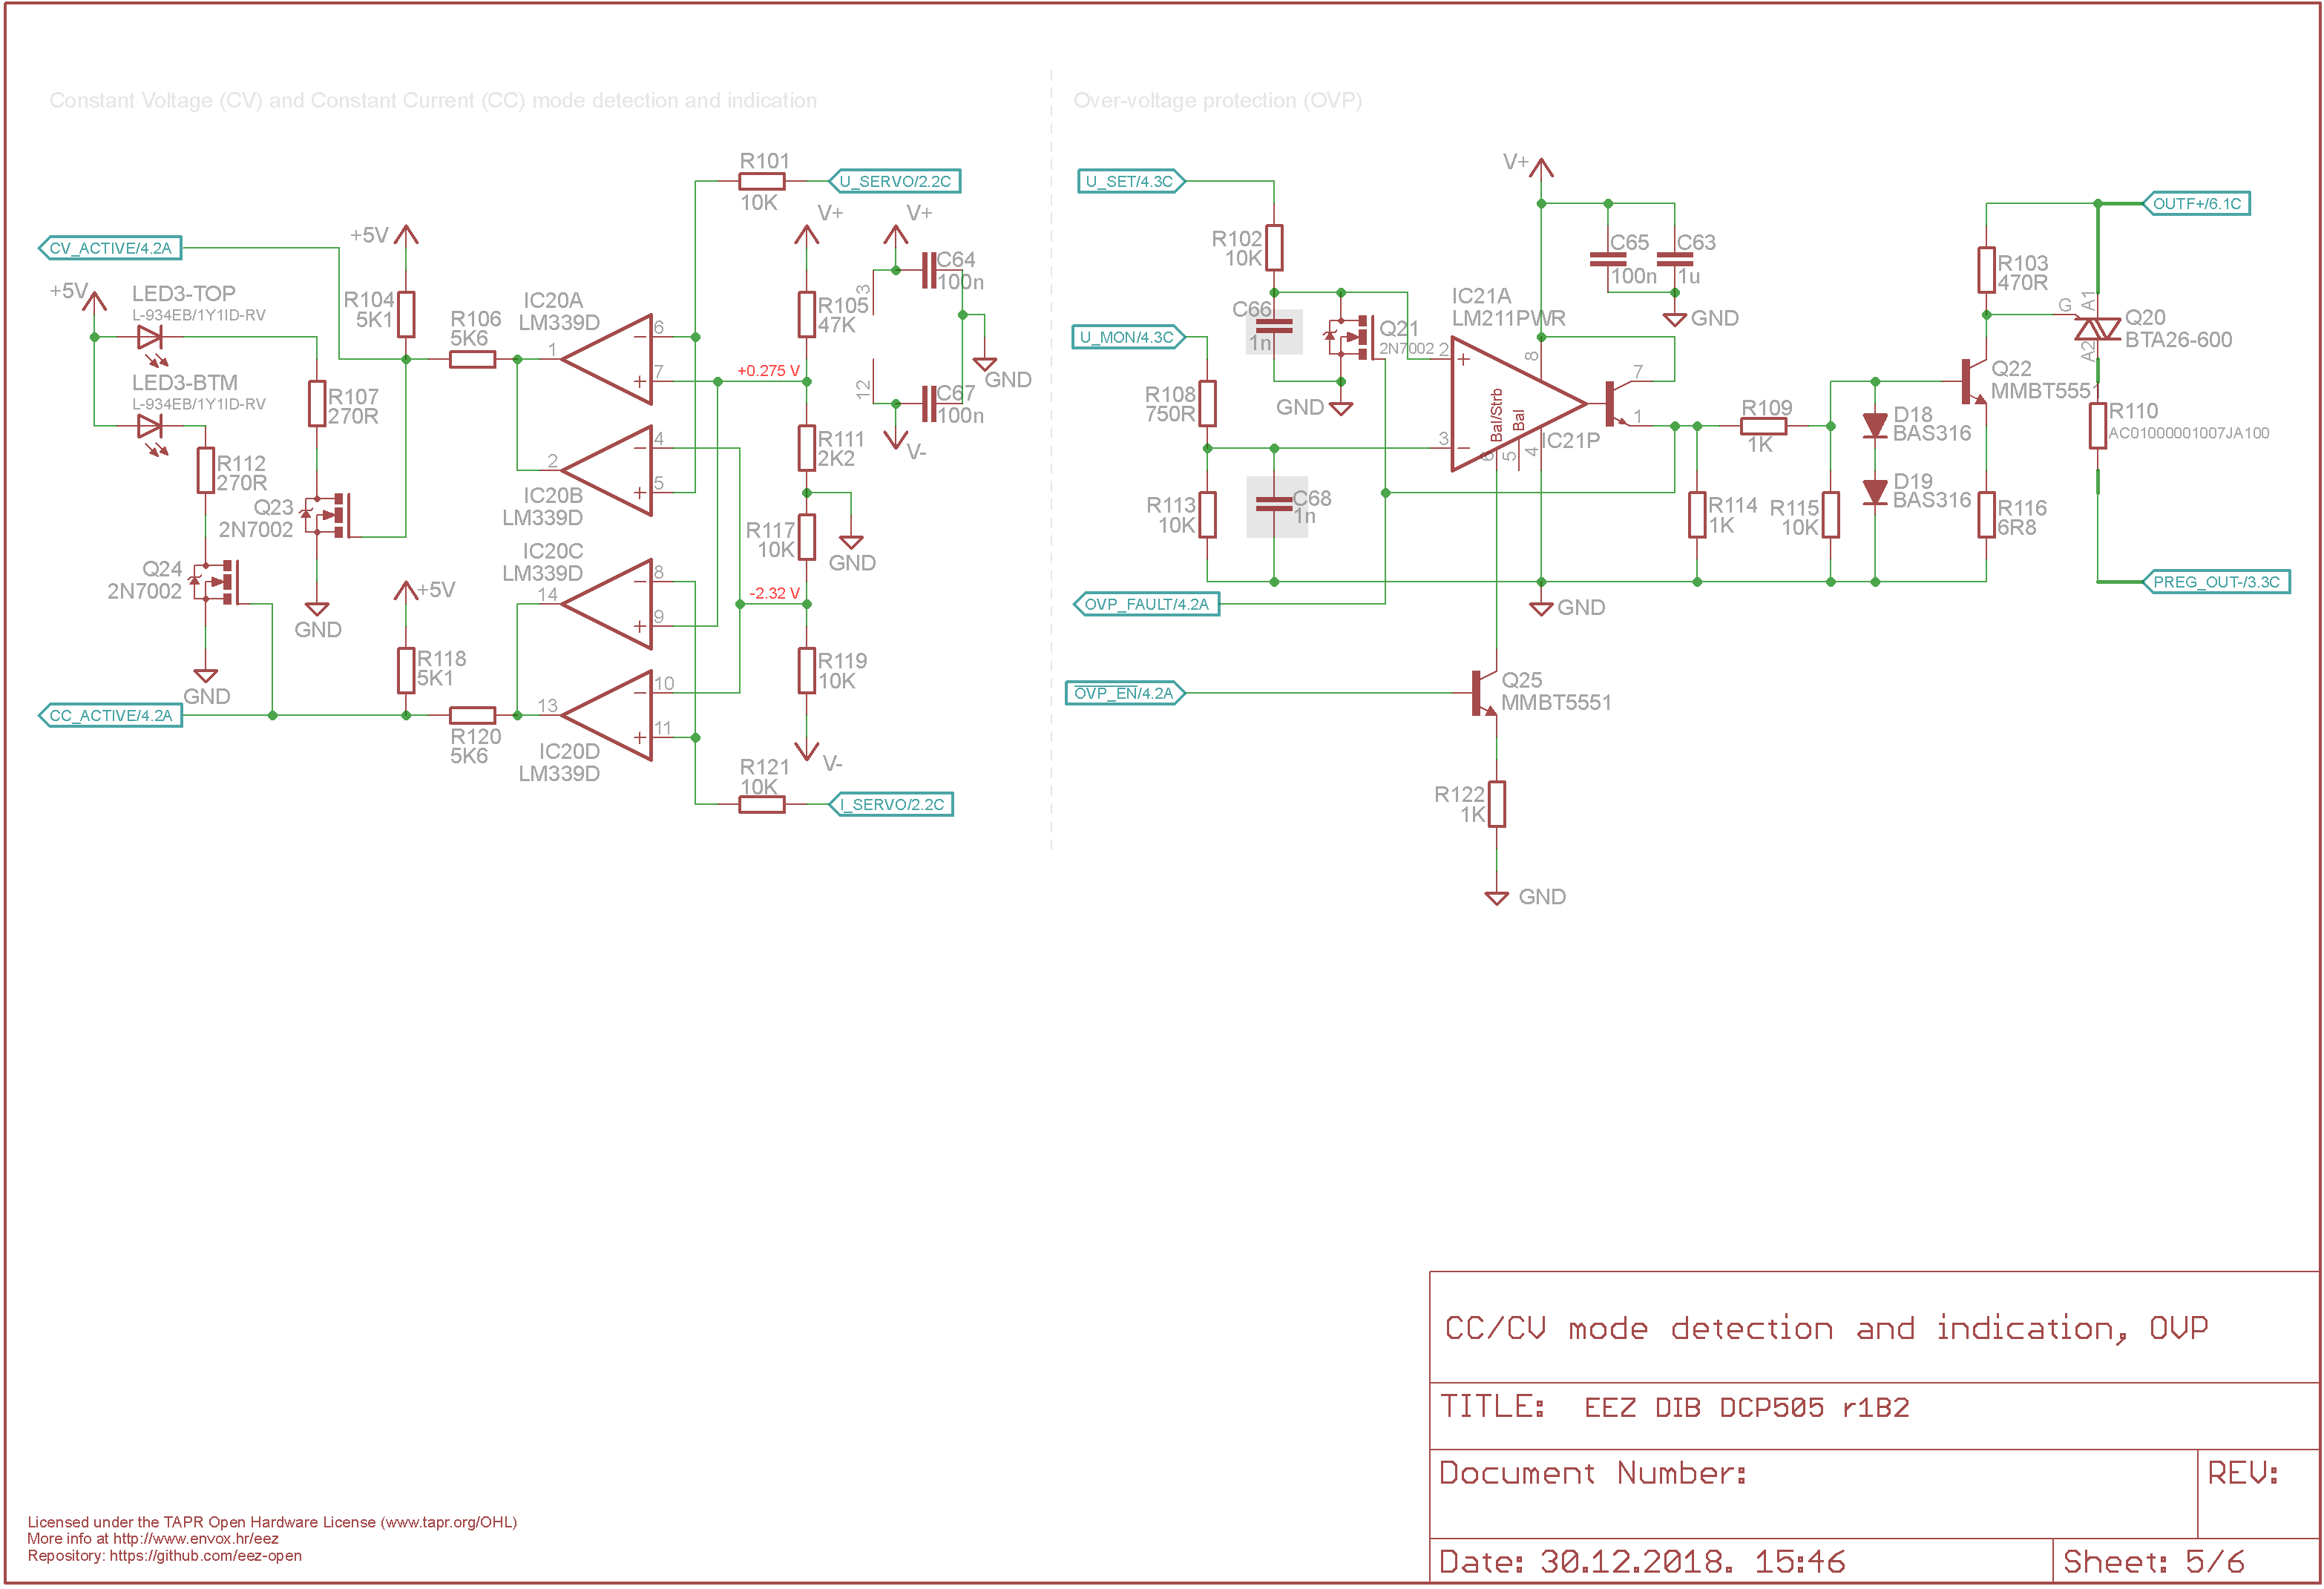 Constant Voltage (CV) and Constant Current (CC) mode detection and indication
CV_ACTIVE/4.2A
+5V
LED3-TOP
L-934EB/1Y1ID-RV
LED3-BTM
L-934EB/1Y1ID-RV
R112
270R
Q24
2N7002
GND
CC_ACTIVE/4.2A
R107
270R
Q23
2N7002
GND
+5V
R104
5K1
R106
5K6
+5V
R118
5K1
R120
5K6
IC20A
LM339D
1
6
7
2
4
5
IC20B
LM339D
IC20C
LM339D
14
8
9
13
10
11
IC20D
LM339D
R101
10K
U_SERVO/2.2C
V+
R105
47K
+0.275 V
R111
2K2
R117
10K
GND
-2.32 V
R119
10K
V-
R121
10K
I_SERVO/2.2C
V+
C64
100n
3
12
C67
100n
V-
GND
Over-voltage protection (OVP)
U_SET/4.3C
R102
10K
U_MON/4.3C
C66
1n
Q21
2N7002
GND
R108
750R
R113
10K
C68
1n
OVP_FAULT/4.2A
OVP_EN/4.2A
V+
C65
100n
C63
1u
GND
IC21A
LM211PWR
2
3
8
7
1
Bal/Strb
Bal
6
5
4
IC21P
GND
Q25
MMBT5551
R122
1K
GND
R109
1K
R114
1K
R115
10K
D18
BAS316
D19
BAS316
R103
470R
Q22
MMBT5551
R116
6R8
OUTF+/6.1C
G
A1
A2
Q20
BTA26-600
R110
AC01000001007JA100
PREG_OUT-/3.3C
CC/CV mode detection and indication, OVP
TITLE: EEZ DIB DCP505 r1B2
Document Number:
REV:
Date: 30.12.2018. 15:46
Sheet: 5/6
Licensed under the TAPR Open Hardware License (www.tapr.org/OHL)
More info at http://www.envox.hr/eez
Repository: https://github.com/eez-open